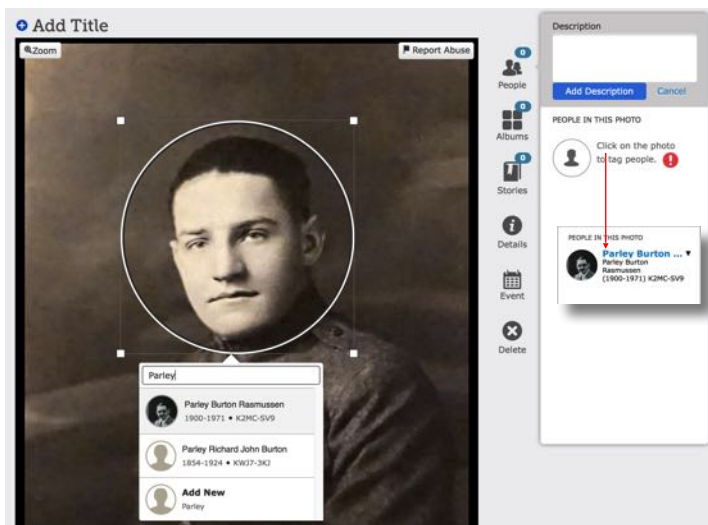 Add Title
Zoom
Report Abuse
Parley
Parley Burton Rasmussen
1900-1971 • K2MC-SV9
Parley Richard John Burton
1854-1924 • KWJ7-3KJ
Add New
Parley
0
People
0
Albums
0
Stories
Details
Event
Delete
Description
Add Description Cancel
PEOPLE IN THIS PHOTO
Click on the photo
to tag people.
PEOPLE IN THIS PHOTO
Parley Burton ... ▼
Parley Burton
Rasmussen
(1900-1971) K2MC-SV9